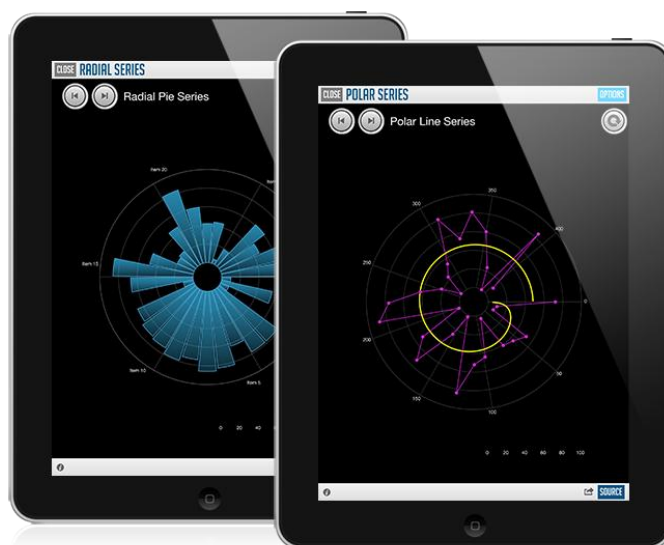 CLOSE RADIAL SERIES
Radial Pie Series
Item 20
Item 10
Item 10
Item 5
0 20 40
CLOSE POLAR SERIES OPTIONS
Polar Line Series
350
300
400
250
0
200
50
150
100
0 20 40 60 80 100
SOURCE